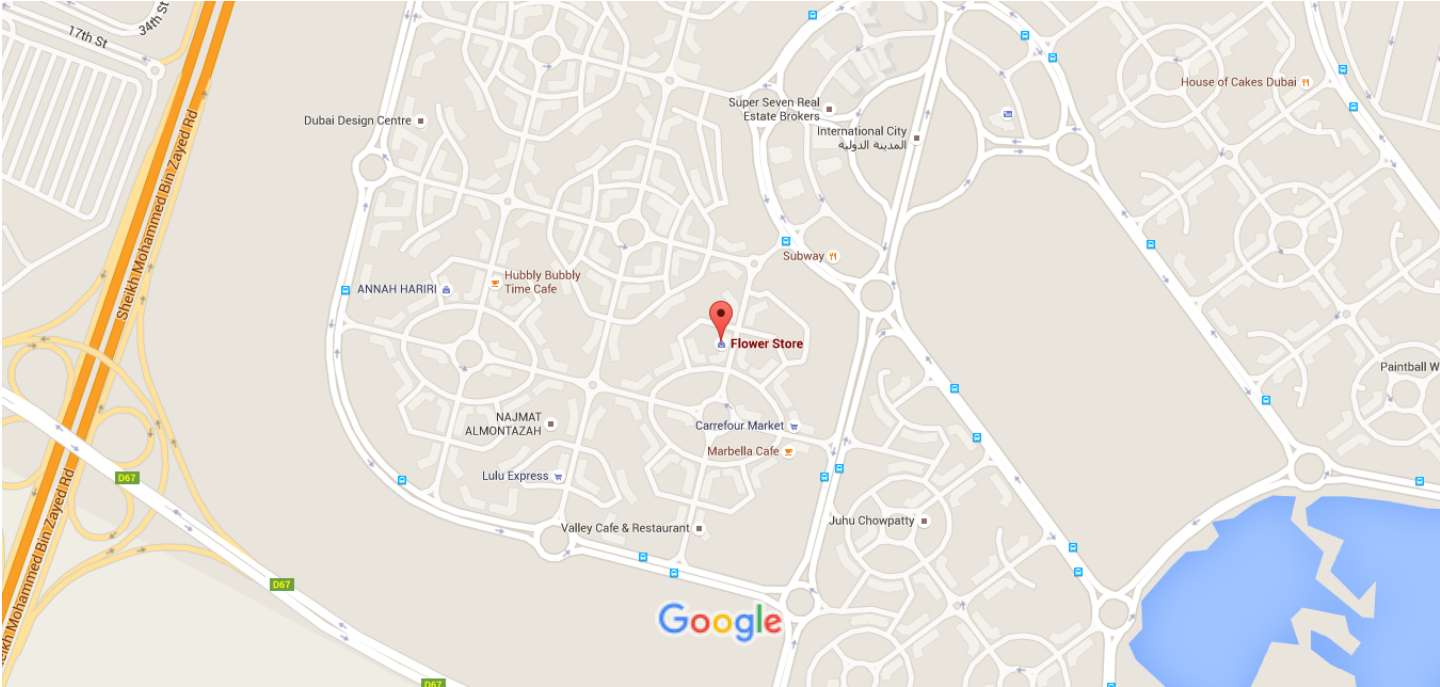 34th St
17th St
House of Cakes Dubai
Super Seven Real
Estate Brokers
Dubai Design Centre
International City
المدينة الدولية
Sheikh Mohammed Bin Zayed Rd
Subway
Hubbly Bubbly
Time Cafe
ANNAH HARIRI
Flower Store
Paintball W
NAJMAT
ALMONTAZAH
Carrefour Market
Marbella Cafe
Lulu Express
D67
Sheikh Mohammed Bin Zayed Rd
Valley Cafe & Restaurant
Juhu Chowpatty
D67
Google
D67